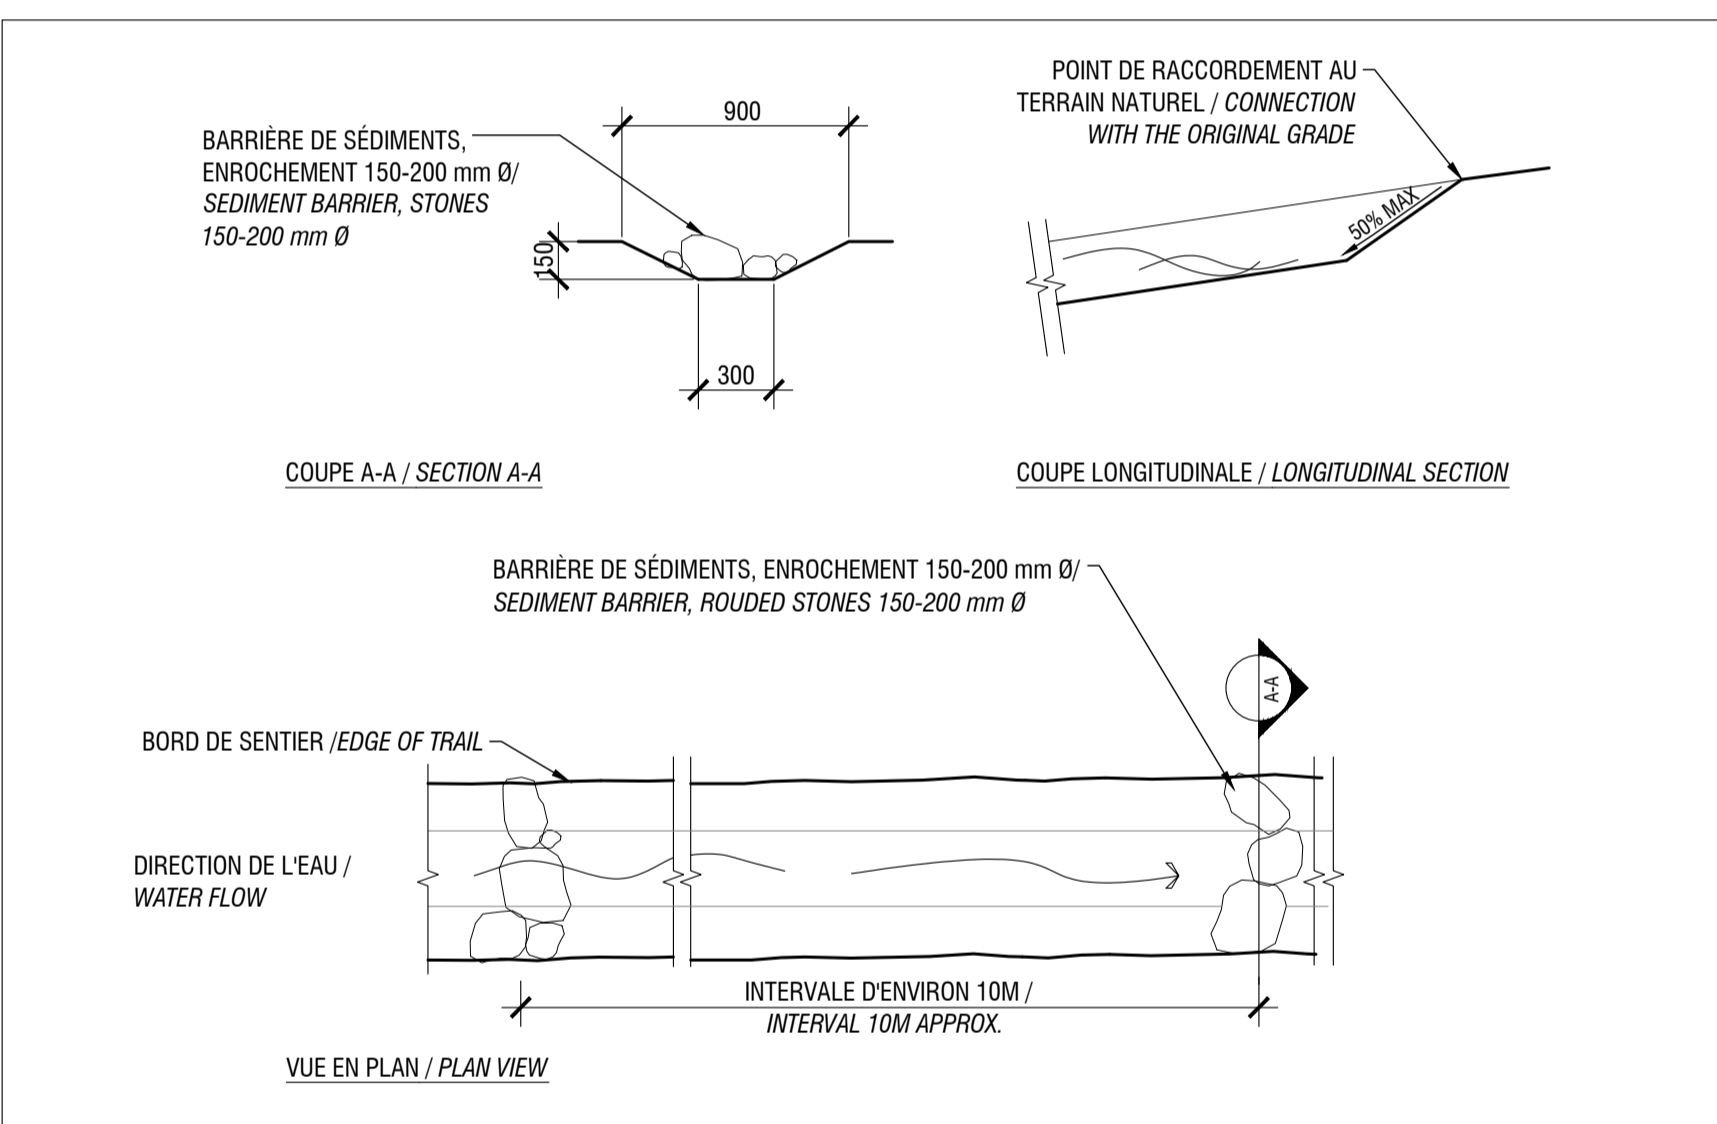 BARRIÈRE DE SÉDIMENTS,
ENROCHEMENT 150-200 mm Ø/
SEDIMENT BARRIER, STONES
150-200 mm Ø
900
150
300
COUPE A-A / SECTION A-A
POINT DE RACCORDEMENT AU
TERRAIN NATUREL / CONNECTION
WITH THE ORIGINAL GRADE
50% MAX
COUPE LONGITUDINALE / LONGITUDINAL SECTION
BARRIÈRE DE SÉDIMENTS, ENROCHEMENT 150-200 mm Ø/
SEDIMENT BARRIER, ROUDED STONES 150-200 mm Ø
A-A
BORD DE SENTIER /EDGE OF TRAIL
DIRECTION DE L'EAU /
WATER FLOW
INTERVALE D'ENVIRON 10M /
INTERVAL 10M APPROX.
VUE EN PLAN / PLAN VIEW